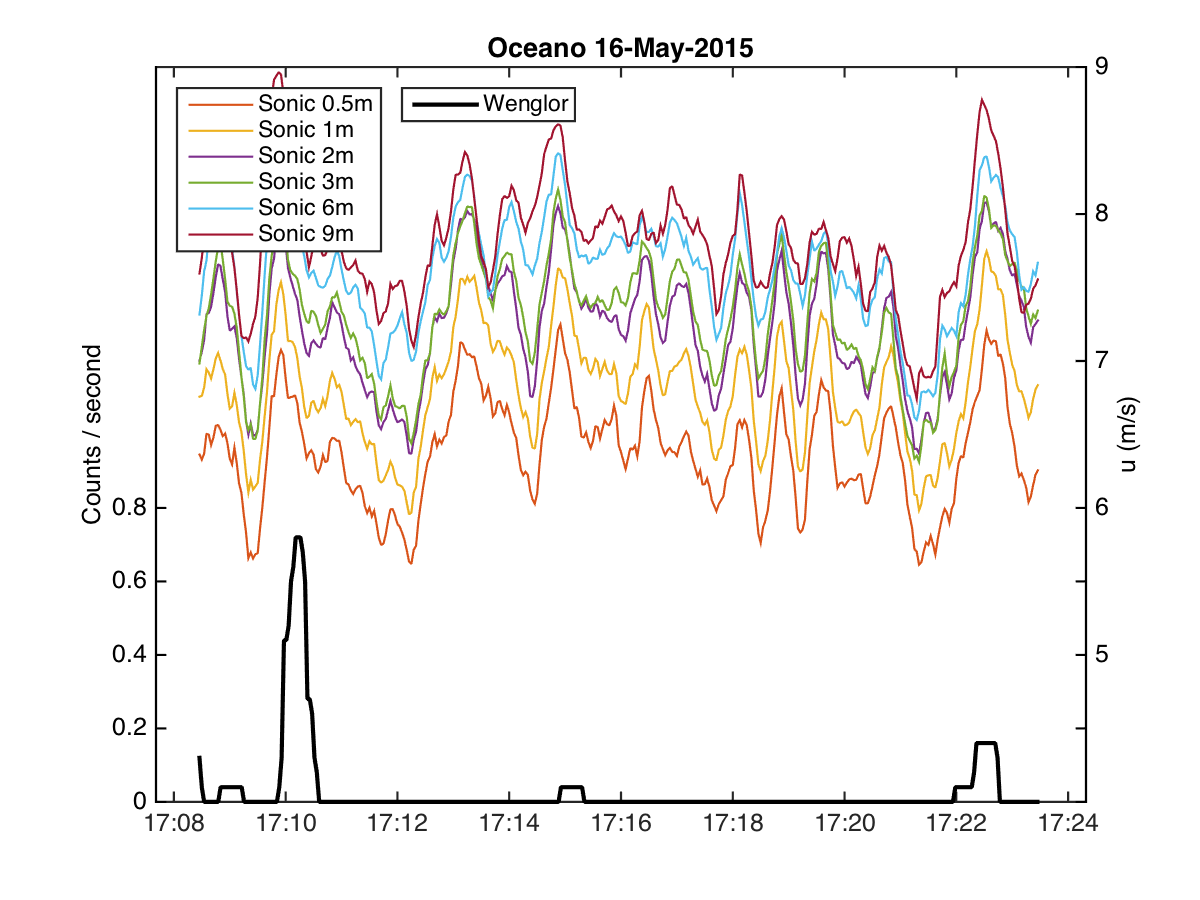 Oceano 16-May-2015
Sonic 0.5m
Sonic 1m
Sonic 2m
Sonic 3m
Sonic 6m
Sonic 9m
Wenglor
Counts / second
0.8
0.6
0.4
0.2
0
9
8
7
6
5
u (m/s)
17:08 17:10 17:12 17:14 17:16 17:18 17:20 17:22 17:24